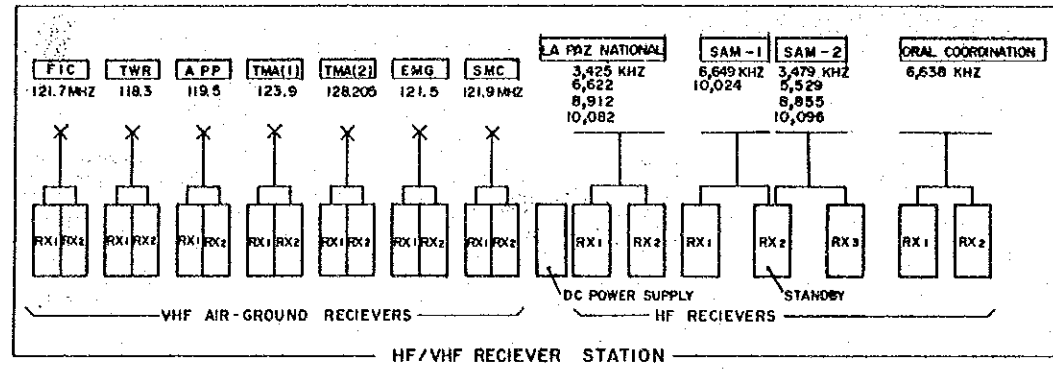 FIC TWR APP TMA(1) TMA(2) EMG SMC LA PAZ NATIONAL SAM-1 SAM-2 ORAL COORDINATION
121.7MHZ 118.3 119.5 123.9 128.205 121.5 121.9MHZ 3,425 KHZ 6,649KHZ 3,479 KHZ 6,638 KHZ
6,622 10,024 5,529
8,912 8,855
10,082 10,096
RX1 RX2 RX1 RX2 RX1 RX2 RX1 RX2 RX1 RX2 RX1 RX2 RX1 RX2 RX1 RX2 RX1 RX2 RX3 RX1 RX2
DC POWER SUPPLY STANDBY
VHF AIR-GROUND RECIEVERS HF RECIEVERS
HF/VHF RECIEVER STATION